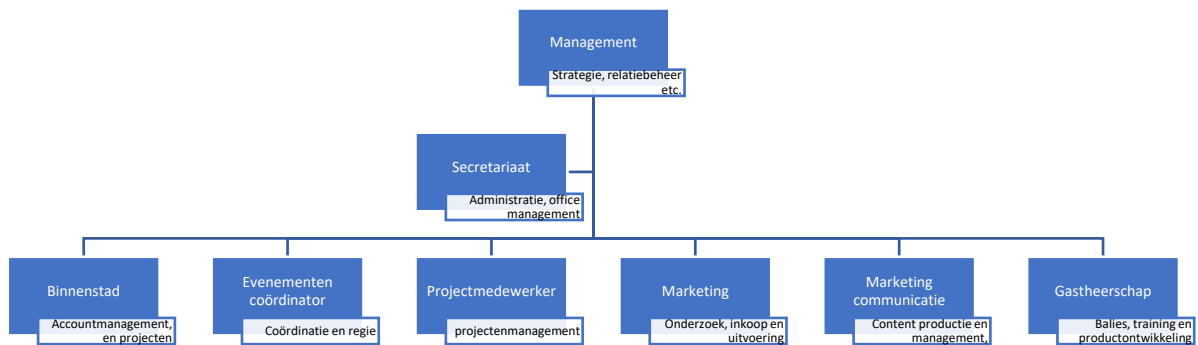 Management
Strategie, relatiebeheer
etc.
Secretariaat
Administratie, office
management
Binnenstad
Accountmanagement,
en projecten
Evenementen
coördinator
Coördinatie en regie
Projectmedewerker
projectenmanagement
Marketing
Onderzoek, inkoop en
uitvoering
Marketing
communicatie
Content productie en
management,
Gastheerschap
Balies, training en
productontwikkeling